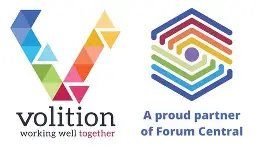 volition
working well together
A proud partner
of Forum Central